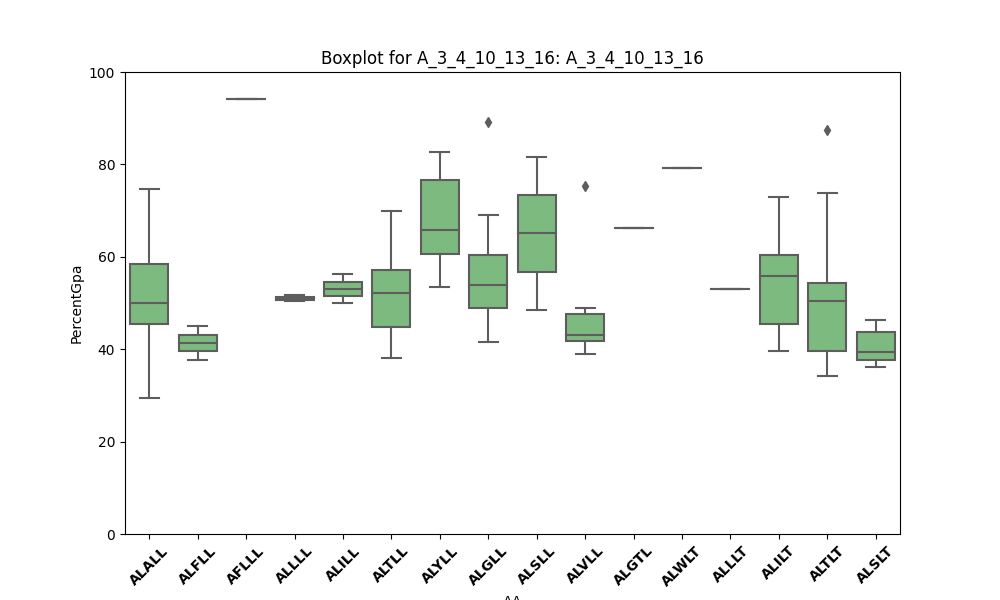 Boxplot for A_3_4_10_13_16: A_3_4_10_13_16
100
80
60
40
20
0
PercentGpa
ALALL ALFLL AFLLL ALLLL ALILL ALTLL ALYLL ALGLL ALSLL ALVLL ALGTL ALWLT ALLLT ALILT ALTLT ALSLT